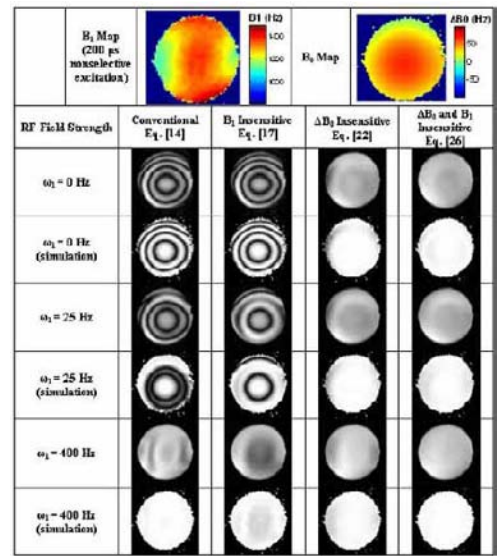 B₁ Map
(200 μs
nonselective
excitation)
B1 (Hz)
B₀ Map
ΔB0 (Hz)
50
0
RF Field Strength
Conventional
Eq. [14]
B₁ Insensitive
Eq. [17]
ΔB₀ Insensitive
Eq. [22]
ΔB₀ and B₁
Insensitive
Eq. [26]
ω₁ = 0 Hz
ω₁ = 0 Hz
(simulation)
ω₁ = 25 Hz
ω₁ = 25 Hz
(simulation)
ω₁ = 400 Hz
ω₁ = 400 Hz
(simulation)